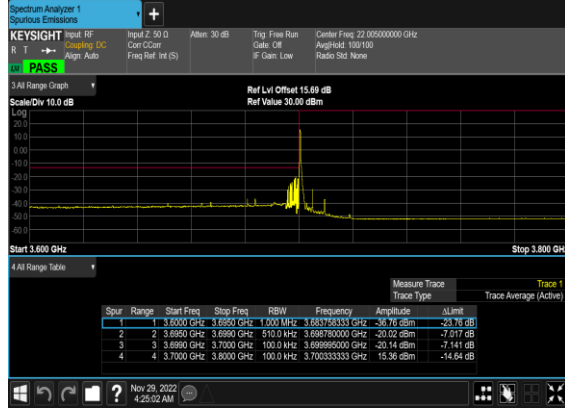 Spectrum Analyzer 1
Spurious Emissions
KEYSIGHT Input: RF Input Z: 50 Ω Atten: 30 dB Trig: Free Run Center Freq: 22.005000000 GHz
R T Coupling: DC Corr CCorr Gate: Off Avg|Hold: 100/100
Align: Auto Freq Ref: Int (S) IF Gain: Low Radio Std: None
PASS
3 All Range Graph
Ref Lvl Offset 15.69 dB
Scale/Div 10.0 dB Ref Value 30.00 dBm
Log
20.0
10.0
0.00
-10.0
-20.0
-30.0
-40.0
-50.0
-60.0
Start 3.600 GHz Stop 3.800 GH
4 All Range Table
Measure Trace Trace 1
Trace Type Trace Average (Active)
Spur Range Start Freq Stop Freq RBW Frequency Amplitude ΔLimit
1 1 3.6000 GHz 3.6950 GHz 1.000 MHz 3.683758333 GHz -36.76 dBm -23.76 dB
2 2 3.6950 GHz 3.6990 GHz 510.0 kHz 3.698780000 GHz -20.02 dBm -7.017 dB
3 3 3.6990 GHz 3.7000 GHz 100.0 kHz 3.699995000 GHz -20.14 dBm -7.141 dB
4 4 3.7000 GHz 3.8000 GHz 100.0 kHz 3.700333333 GHz 15.36 dBm -14.64 dB
Nov 29, 2022
4:25:02 AM